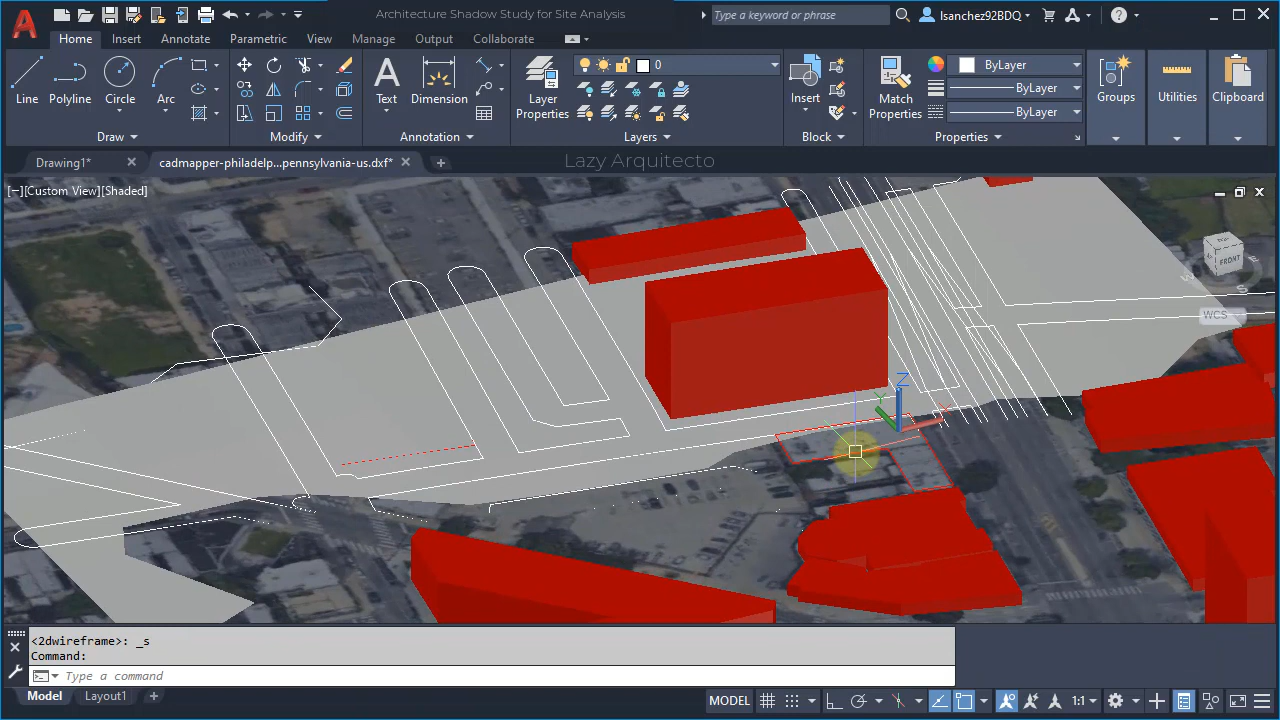 Architecture Shadow Study for Site Analysis
Type a keyword or phrase
lsanchez92BDQ
Home
Insert
Annotate
Parametric
View
Manage
Output
Collaborate
Line
Polyline
Circle
Arc
Text
Dimension
Layer
Properties
0
Insert
Match
Properties
ByLayer
ByLayer
ByLayer
Groups
Utilities
Clipboard
Draw
Modify
Annotation
Layers
Block
Properties
Drawing1*
cadmapper-philadelp...pennsylvania-us.dxf*
Lazy Arquitecto
[−][Custom View][Shaded]
FRONT
S
WCS
Z
Y
X
<2dwireframe>: _s
Command:
Type a command
Model
Layout1
MODEL
1:1